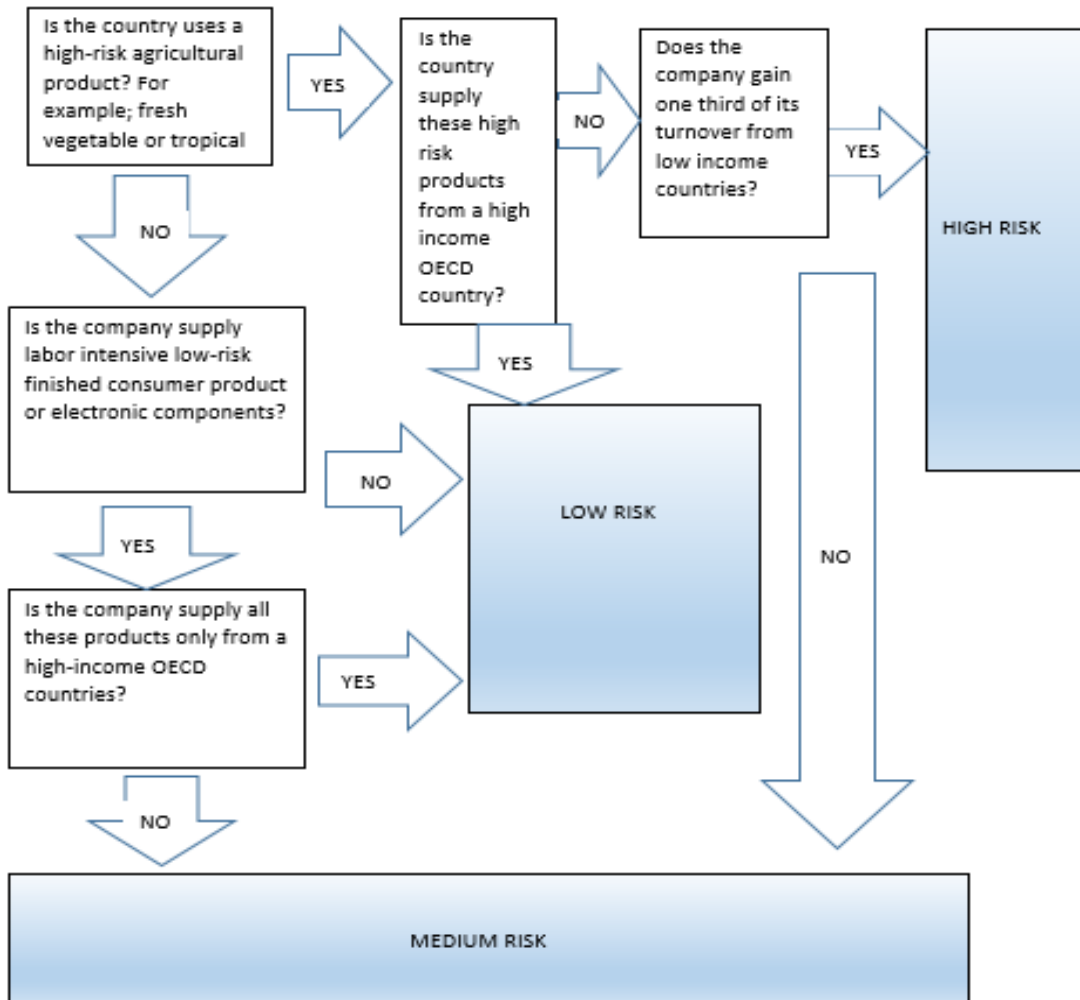 Is the country uses a
high-risk agricultural
product? For
example; fresh
vegetable or tropical
YES
Is the
country
supply
these high
risk
products
from a high
income
OECD
country?
NO
Does the
company gain
one third of its
turnover from
low income
countries?
YES
HIGH RISK
NO
Is the company supply
labor intensive low-risk
finished consumer product
or electronic components?
YES
NO
LOW RISK
NO
YES
Is the company supply all
these products only from a
high-income OECD
countries?
YES
NO
MEDIUM RISK